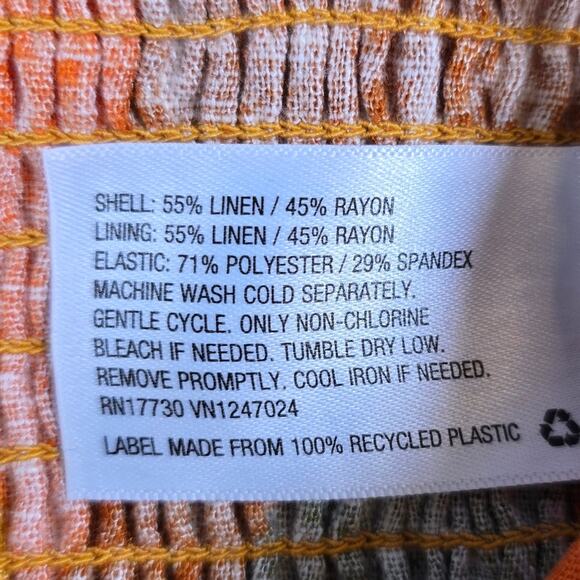 SHELL: 55% LINEN / 45% RAYON
LINING: 55% LINEN / 45% RAYON
ELASTIC: 71% POLYESTER / 29% SPANDEX
MACHINE WASH COLD SEPARATELY.
GENTLE CYCLE. ONLY NON-CHLORINE
BLEACH IF NEEDED. TUMBLE DRY LOW.
REMOVE PROMPTLY. COOL IRON IF NEEDED.
RN17730 VN1247024
LABEL MADE FROM 100% RECYCLED PLASTIC